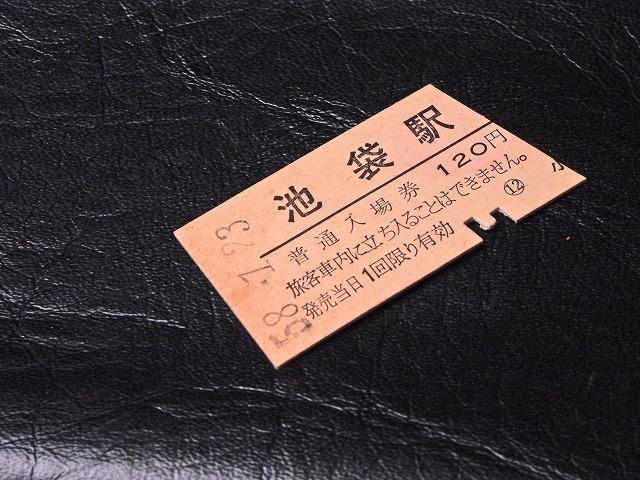 池袋駅
普通入場券 120円
旅客車内に立ち入ることはできません。
発売当日1回限り有効 ⑫
58.-7.23